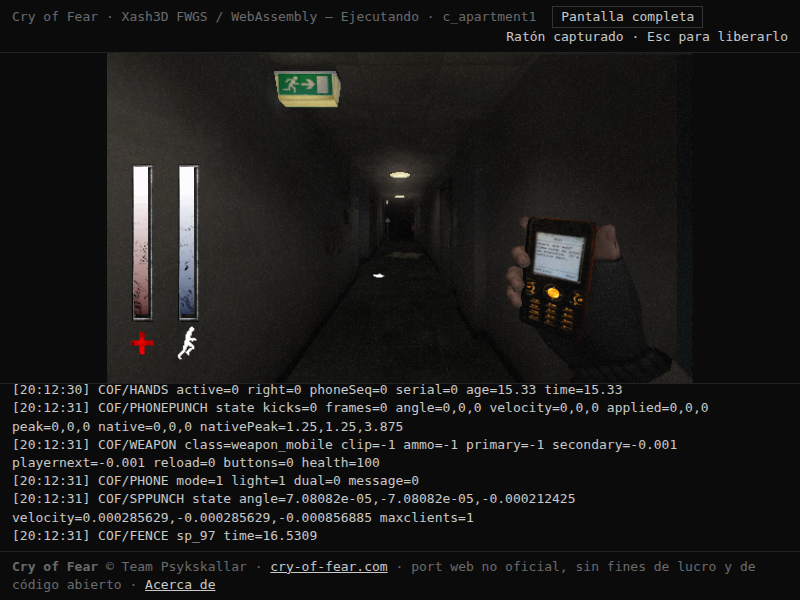 Cry of Fear · Xash3D FWGS / WebAssembly — Ejecutando · c_apartment1 Pantalla completa
Ratón capturado · Esc para liberarlo
[20:12:30] COF/HANDS active=0 right=0 phoneSeq=0 serial=0 age=15.33 time=15.33
[20:12:31] COF/PHONEPUNCH state kicks=0 frames=0 angle=0,0,0 velocity=0,0,0 applied=0,0,0
peak=0,0,0 native=0,0,0 nativePeak=1.25,1.25,3.875
[20:12:31] COF/WEAPON class=weapon_mobile clip=-1 ammo=-1 primary=-1 secondary=-0.001
playernext=-0.001 reload=0 buttons=0 health=100
[20:12:31] COF/PHONE mode=1 light=1 dual=0 message=0
[20:12:31] COF/SPPUNCH state angle=7.08082e-05,-7.08082e-05,-0.000212425
velocity=0.000285629,-0.000285629,-0.000856885 maxclients=1
[20:12:31] COF/FENCE sp_97 time=16.5309
Cry of Fear © Team Psykskallar · cry-of-fear.com · port web no oficial, sin fines de lucro y de
código abierto · Acerca de